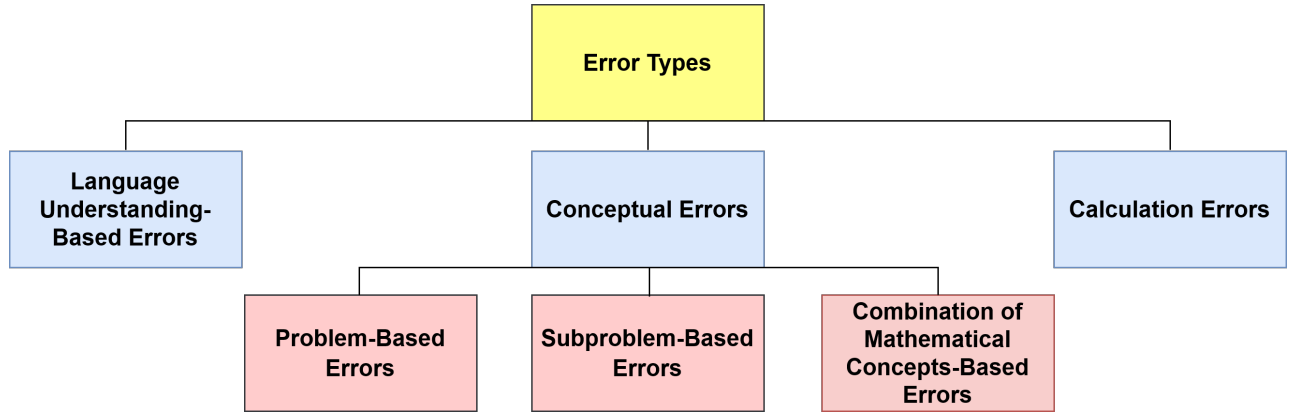 Error Types
Language
Understanding-
Based Errors
Conceptual Errors
Calculation Errors
Problem-Based
Errors
Subproblem-Based
Errors
Combination of
Mathematical
Concepts-Based
Errors